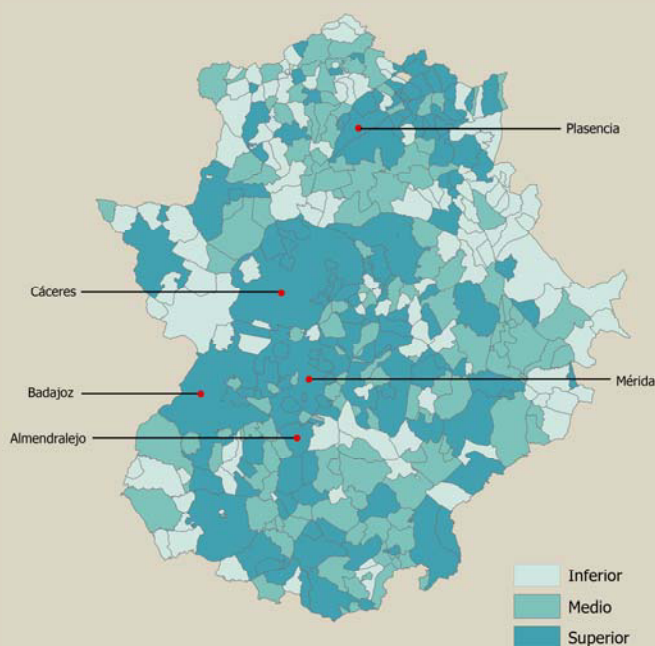 Plasencia
Cáceres
Mérida
Badajoz
Almendralejo
Inferior
Medio
Superior